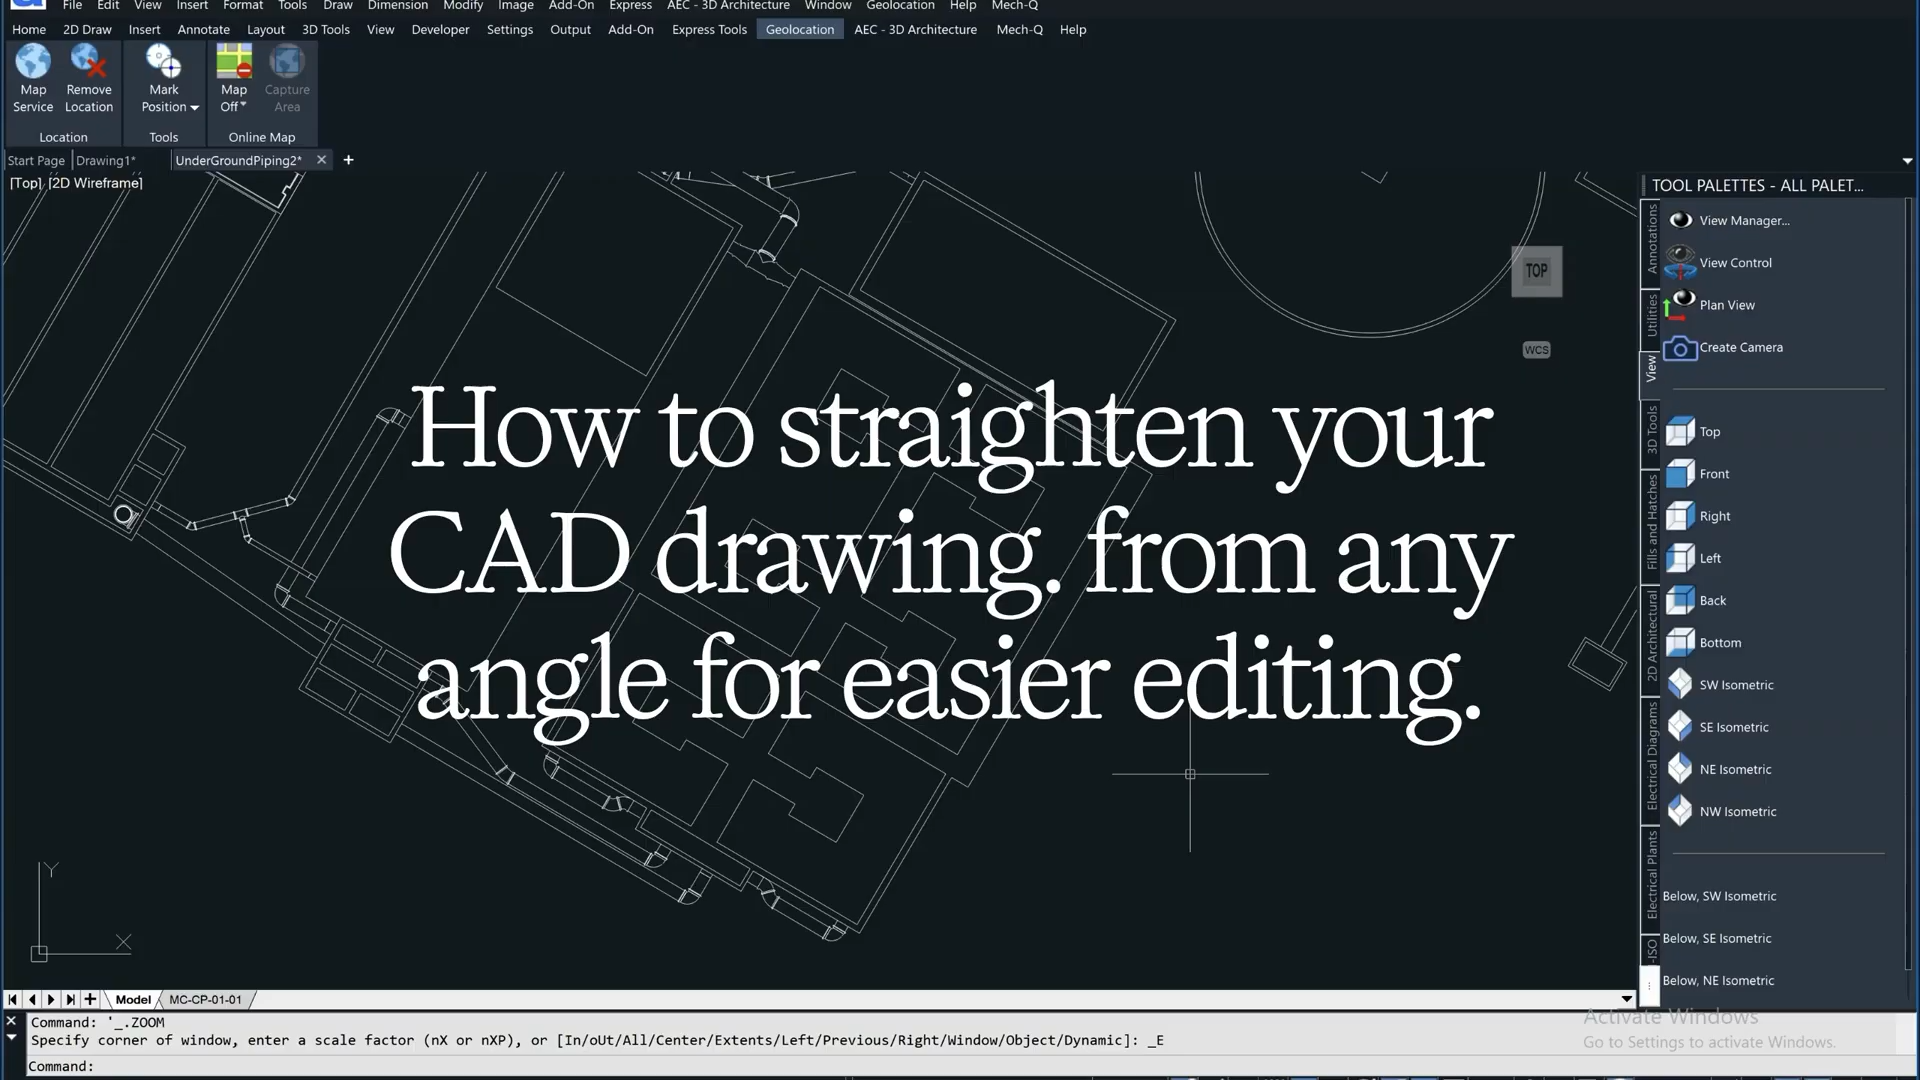 File Edit View Insert Format Tools Draw Dimension Modify Image Add-On Express AEC - 3D Architecture Window Geolocation Help Mech-Q
Home 2D Draw Insert Annotate Layout 3D Tools View Developer Settings Output Add-On Express Tools Geolocation AEC - 3D Architecture Mech-Q Help
Map Service
Remove Location
Mark Position
Map Off
Capture Area
Location Tools Online Map
Start Page Drawing1* UnderGroundPiping2*
[Top] [2D Wireframe]
TOP
WCS
How to straighten your
CAD drawing. from any
angle for easier editing.
Y
X
TOOL PALETTES - ALL PALET...
Annotations
Utilities
View
3D Tools
Fills and Hatches
2D Architectural
Electrical Diagrams
Electrical Plants
-ISO
View Manager...
View Control
Plan View
Create Camera
Top
Front
Right
Left
Back
Bottom
SW Isometric
SE Isometric
NE Isometric
NW Isometric
Below, SW Isometric
Below, SE Isometric
Below, NE Isometric
Model MC-CP-01-01
Command: '_.ZOOM
Specify corner of window, enter a scale factor (nX or nXP), or [In/oUt/All/Center/Extents/Left/Previous/Right/Window/Object/Dynamic]: _E
Command:
Activate Windows
Go to Settings to activate Windows.